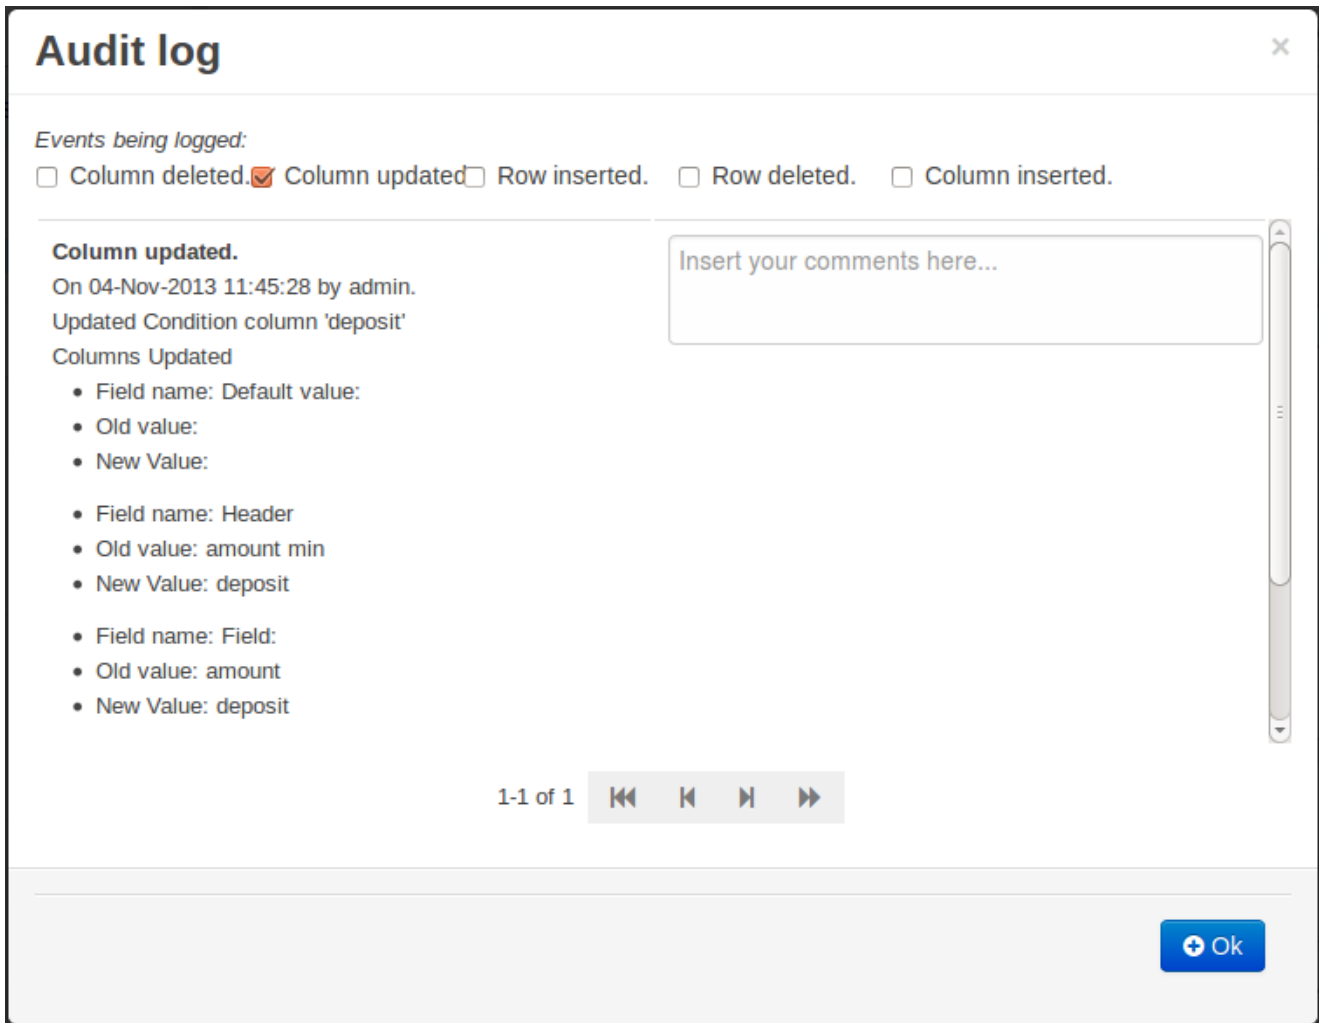 Audit log
×
Events being logged:
Column deleted. Column updated Row inserted. Row deleted. Column inserted.
Column updated.
Insert your comments here...
On 04-Nov-2013 11:45:28 by admin.
Updated Condition column 'deposit'
Columns Updated
• Field name: Default value:
• Old value:
• New Value:
• Field name: Header
• Old value: amount min
• New Value: deposit
• Field name: Field:
• Old value: amount
• New Value: deposit
1-1 of 1
Ok